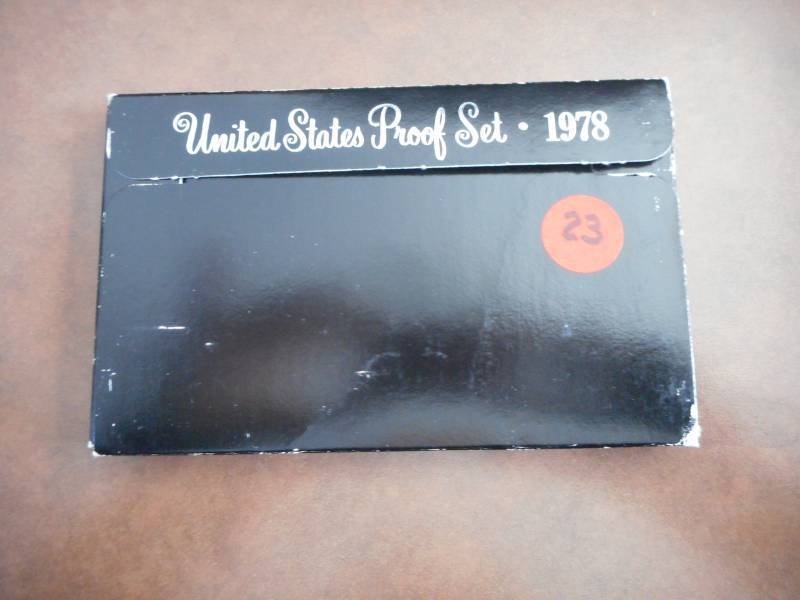 United States Proof Set • 1978
23